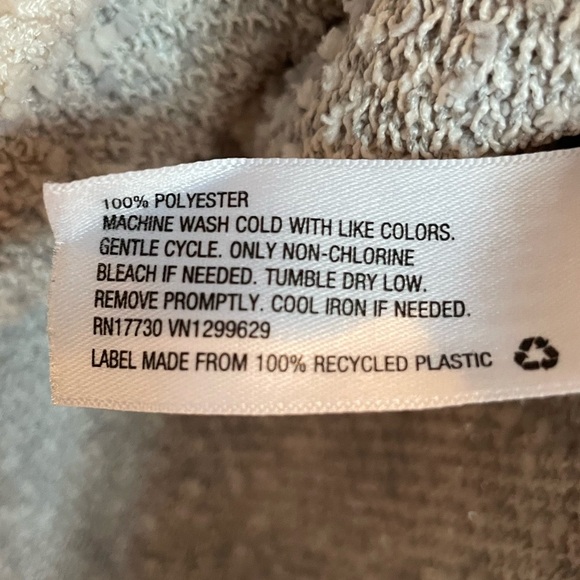 100% POLYESTER
MACHINE WASH COLD WITH LIKE COLORS.
GENTLE CYCLE. ONLY NON-CHLORINE
BLEACH IF NEEDED. TUMBLE DRY LOW.
REMOVE PROMPTLY. COOL IRON IF NEEDED.
RN17730 VN1299629
LABEL MADE FROM 100% RECYCLED PLASTIC